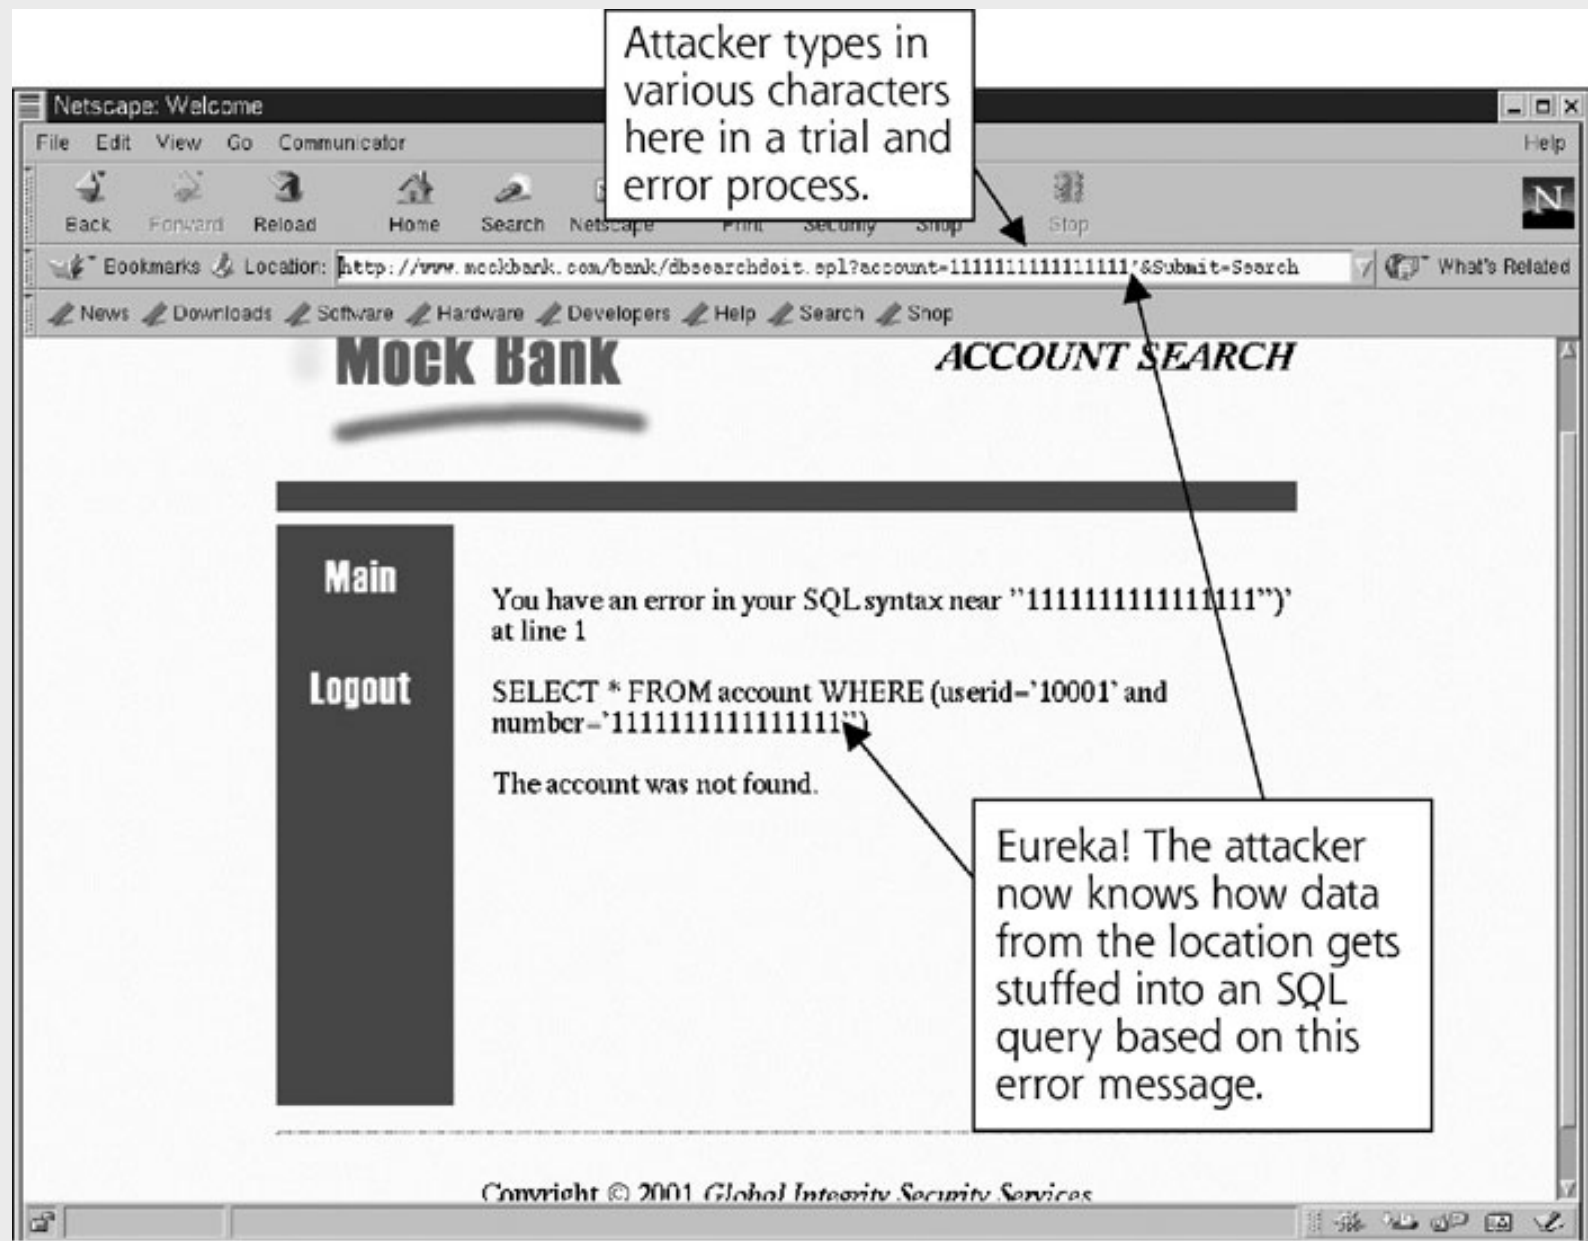 Attacker types in
various characters
here in a trial and
error process.
Netscape: Welcome
File Edit View Go Communicator Help
Back Forward Reload Home Search Netscape Print Security Shop Stop
Bookmarks Location: http://www.mockbank.com/bank/dbsearchdoit.spl?account=1111111111111111'&Submit=Search What's Related
News Downloads Software Hardware Developers Help Search Shop
Mock Bank ACCOUNT SEARCH
Main
Logout
You have an error in your SQL syntax near ''1111111111111111'')'
at line 1
SELECT * FROM account WHERE (userid='10001' and
number='1111111111111111'')
The account was not found.
Eureka! The attacker
now knows how data
from the location gets
stuffed into an SQL
query based on this
error message.
Copyright © 2001 Global Integrity Security Services